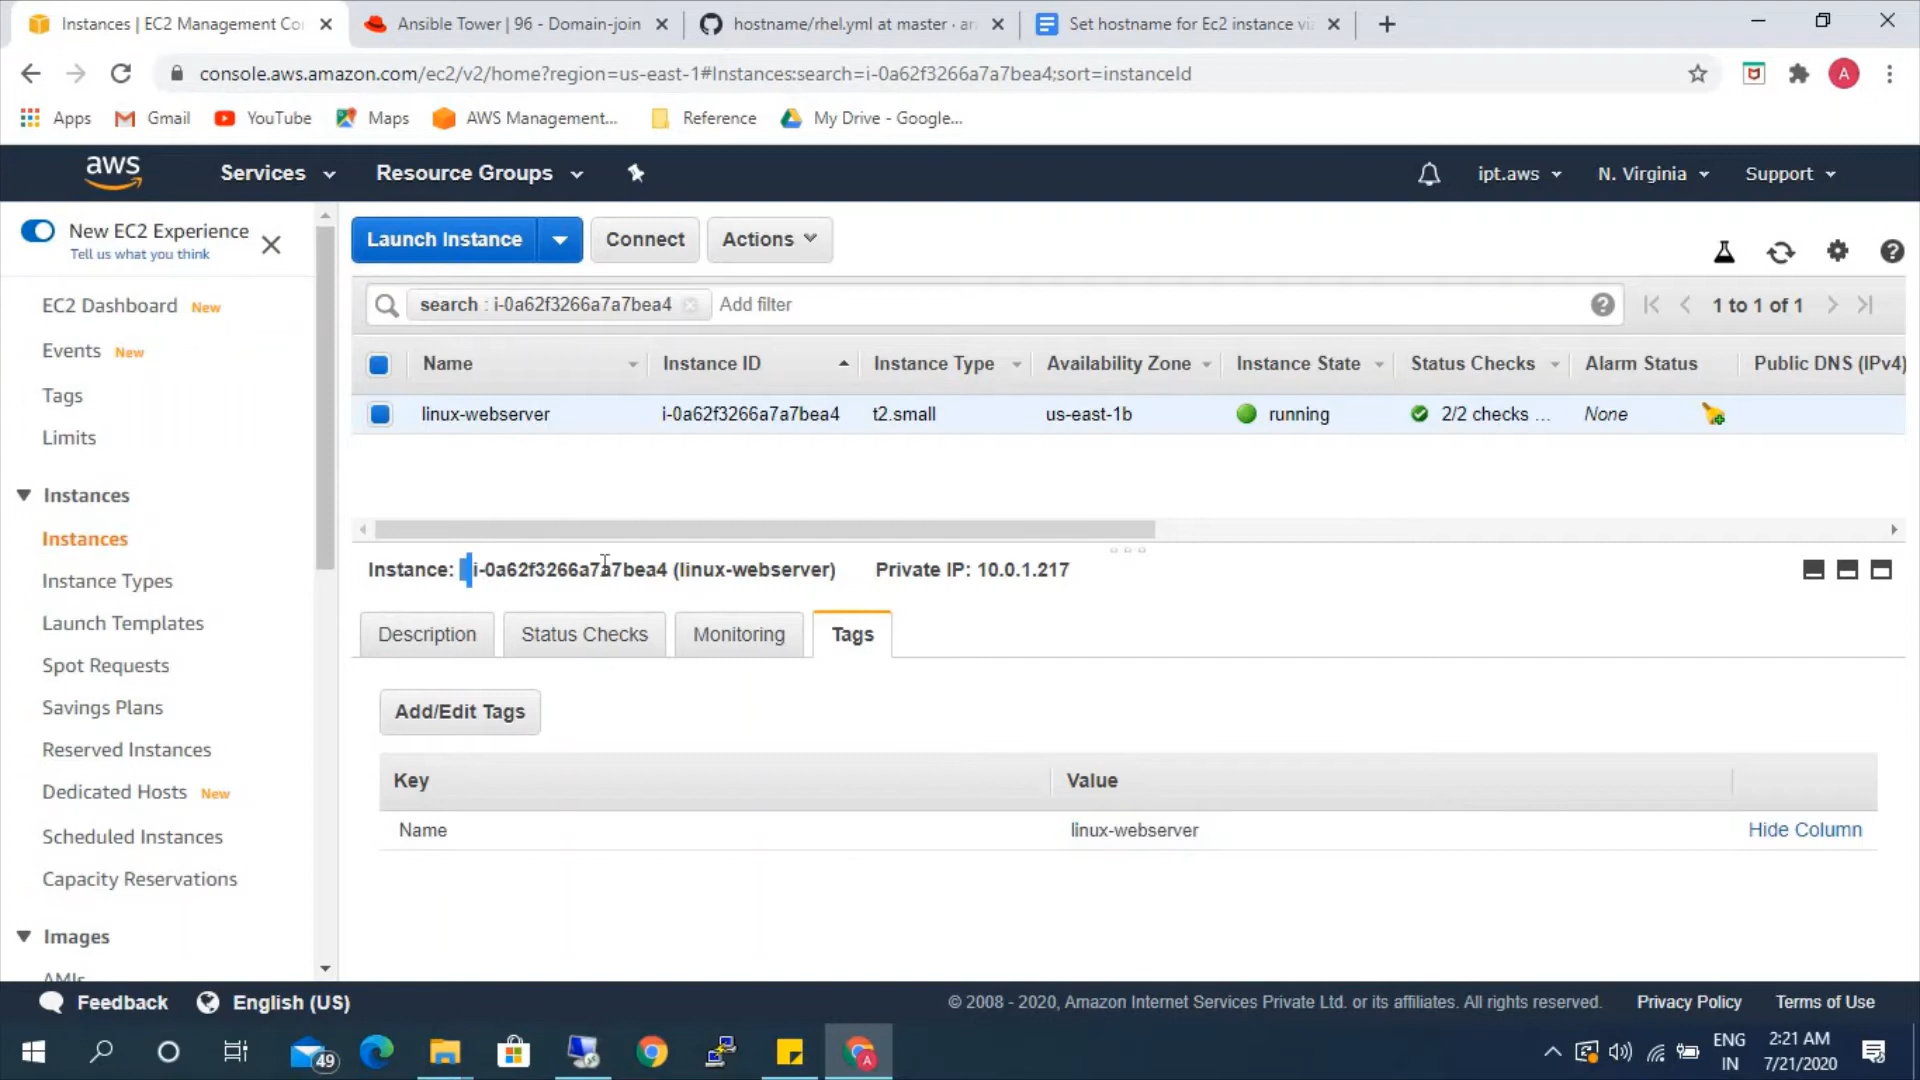 Instances | EC2 Management Co
Ansible Tower | 96 - Domain-join
hostname/rhel.yml at master · an
Set hostname for Ec2 instance via
console.aws.amazon.com/ec2/v2/home?region=us-east-1#Instances:search=i-0a62f3266a7a7bea4;sort=instanceId
A
Apps
Gmail
YouTube
Maps
AWS Management...
Reference
My Drive - Google...
aws
Services
Resource Groups
ipt.aws
N. Virginia
Support
New EC2 Experience
Tell us what you think
Launch Instance
Connect
Actions
search : i-0a62f3266a7a7bea4
Add filter
1 to 1 of 1
EC2 Dashboard New
Events New
Tags
Limits
Instances
Instances
Instance Types
Launch Templates
Spot Requests
Savings Plans
Reserved Instances
Dedicated Hosts New
Scheduled Instances
Capacity Reservations
Images
AMIs
Name
Instance ID
Instance Type
Availability Zone
Instance State
Status Checks
Alarm Status
Public DNS (IPv4)
linux-webserver
i-0a62f3266a7a7bea4
t2.small
us-east-1b
running
2/2 checks ...
None
Instance: i-0a62f3266a7a7bea4 (linux-webserver)
Private IP: 10.0.1.217
Description
Status Checks
Monitoring
Tags
Add/Edit Tags
Key
Value
Name
linux-webserver
Hide Column
Feedback
English (US)
© 2008 - 2020, Amazon Internet Services Private Ltd. or its affiliates. All rights reserved.
Privacy Policy
Terms of Use
49
A
ENG
IN
2:21 AM
7/21/2020